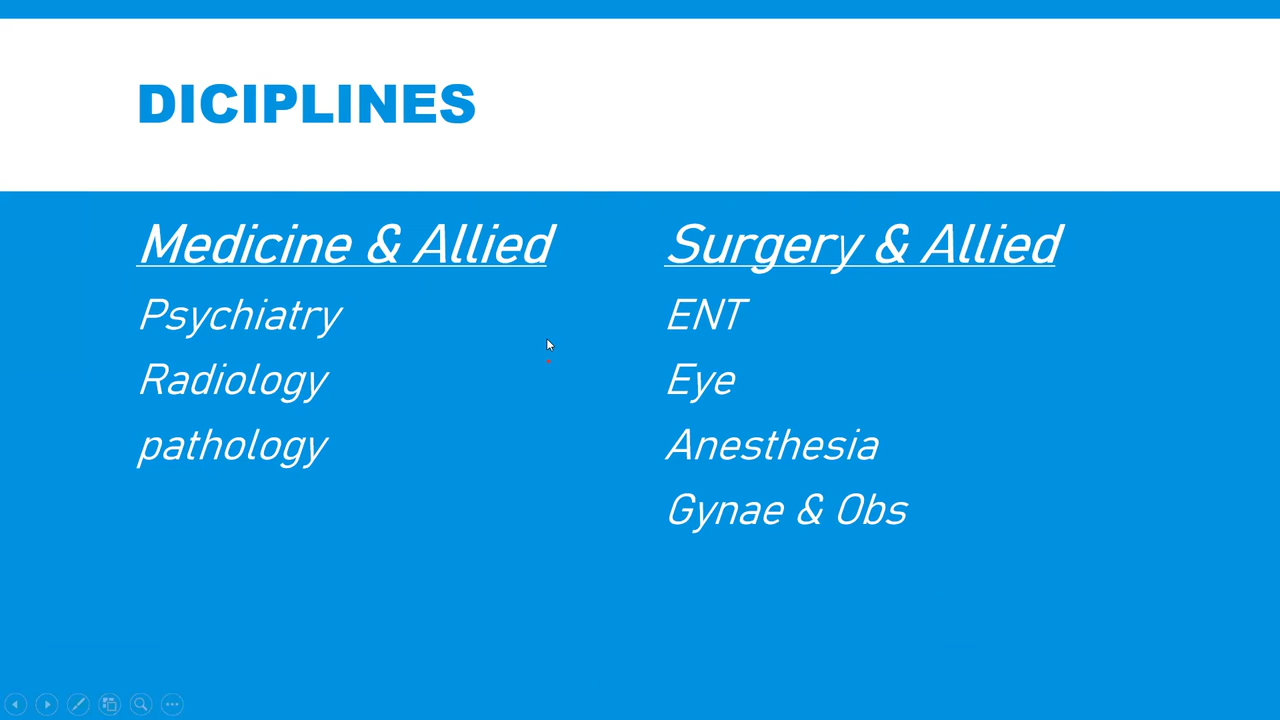 DICIPLINES
Medicine & Allied
Psychiatry
Radiology
pathology
Surgery & Allied
ENT
Eye
Anesthesia
Gynae & Obs